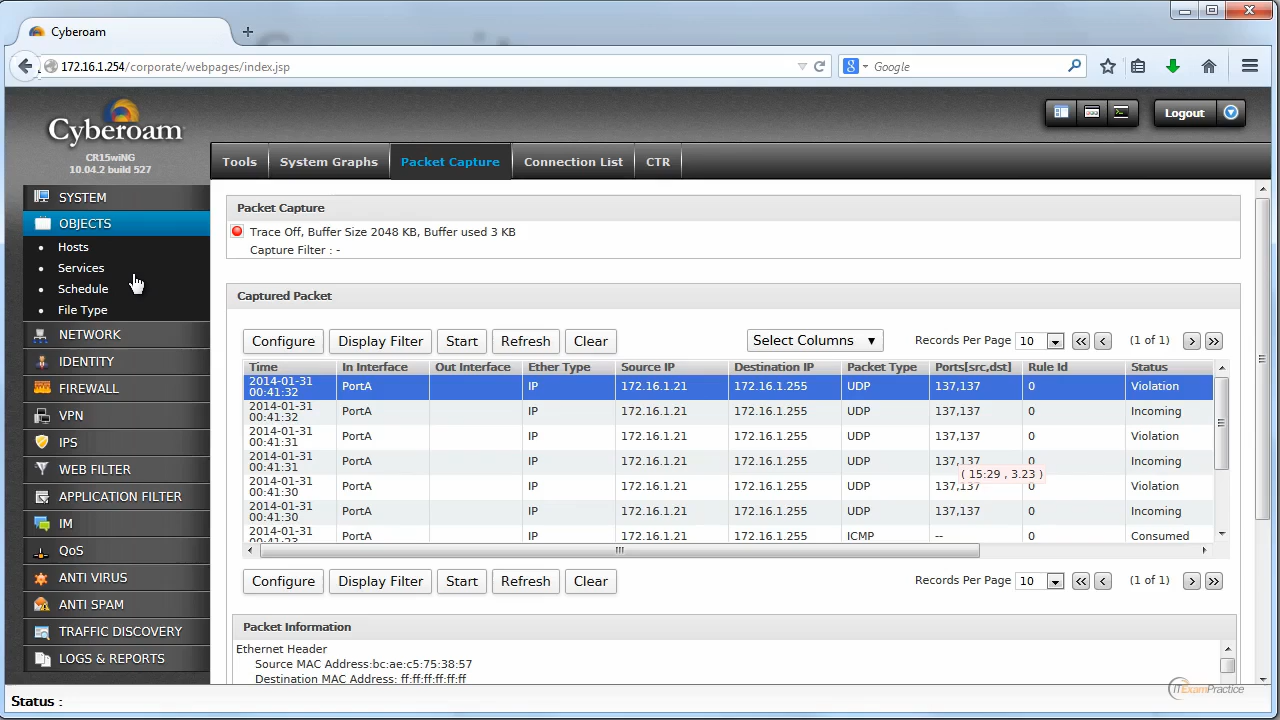 Cyberoam
172.16.1.254/corporate/webpages/index.jsp
Google
Cyberoam
CR15wiNG
10.04.2 build 527
Logout
Tools
System Graphs
Packet Capture
Connection List
CTR
SYSTEM
OBJECTS
Hosts
Services
Schedule
File Type
NETWORK
IDENTITY
FIREWALL
VPN
IPS
WEB FILTER
APPLICATION FILTER
IM
QoS
ANTI VIRUS
ANTI SPAM
TRAFFIC DISCOVERY
LOGS & REPORTS
Packet Capture
Trace Off, Buffer Size 2048 KB, Buffer used 3 KB
Capture Filter : -
Captured Packet
Configure Display Filter Start Refresh Clear Select Columns Records Per Page 10 (1 of 1)
Time In Interface Out Interface Ether Type Source IP Destination IP Packet Type Ports[src,dst] Rule Id Status
2014-01-31 00:41:32 PortA IP 172.16.1.21 172.16.1.255 UDP 137,137 0 Violation
2014-01-31 00:41:32 PortA IP 172.16.1.21 172.16.1.255 UDP 137,137 0 Incoming
2014-01-31 00:41:31 PortA IP 172.16.1.21 172.16.1.255 UDP 137,137 0 Violation
2014-01-31 00:41:31 PortA IP 172.16.1.21 172.16.1.255 UDP 137,137 0 Incoming
( 15:29 , 3.23 )
2014-01-31 00:41:30 PortA IP 172.16.1.21 172.16.1.255 UDP 137,137 0 Violation
2014-01-31 00:41:30 PortA IP 172.16.1.21 172.16.1.255 UDP 137,137 0 Incoming
2014-01-31 PortA IP 172.16.1.21 172.16.1.255 ICMP -- 0 Consumed
Configure Display Filter Start Refresh Clear Records Per Page 10 (1 of 1)
Packet Information
Ethernet Header
Source MAC Address:bc:ae:c5:75:38:57
Destination MAC Address: ff:ff:ff:ff:ff:ff
Status :
ITExamPractice